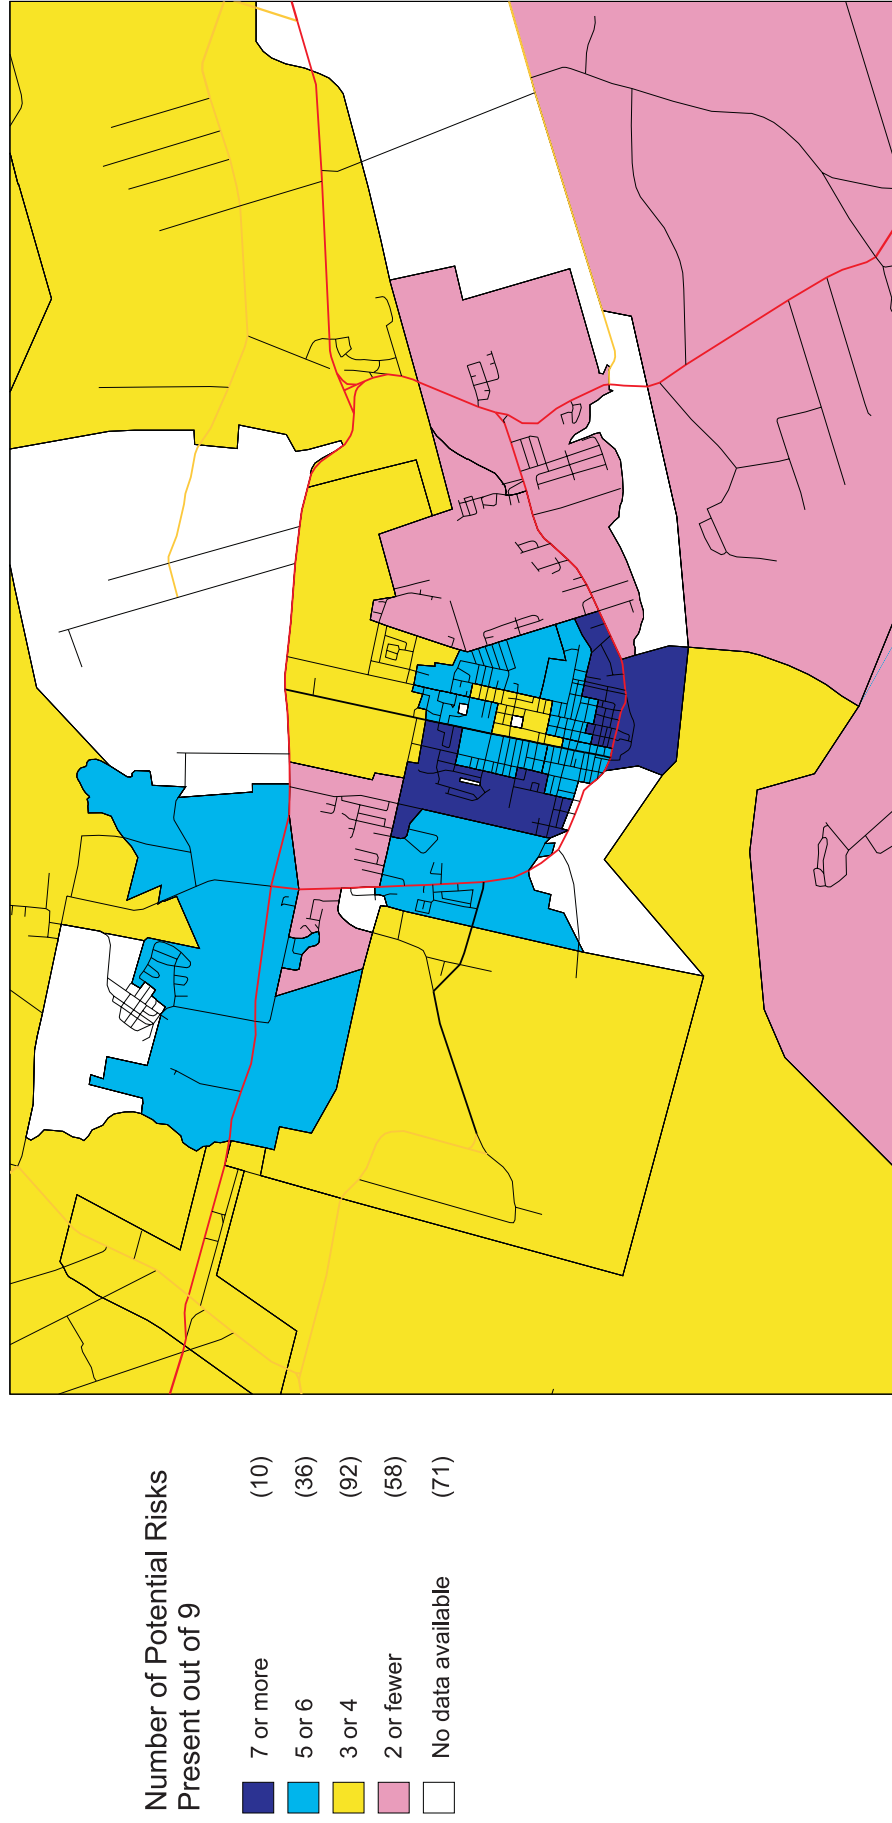 Number of Potential Risks
Present out of 9
7 or more (10)
5 or 6 (36)
3 or 4 (92)
2 or fewer (58)
No data available (71)